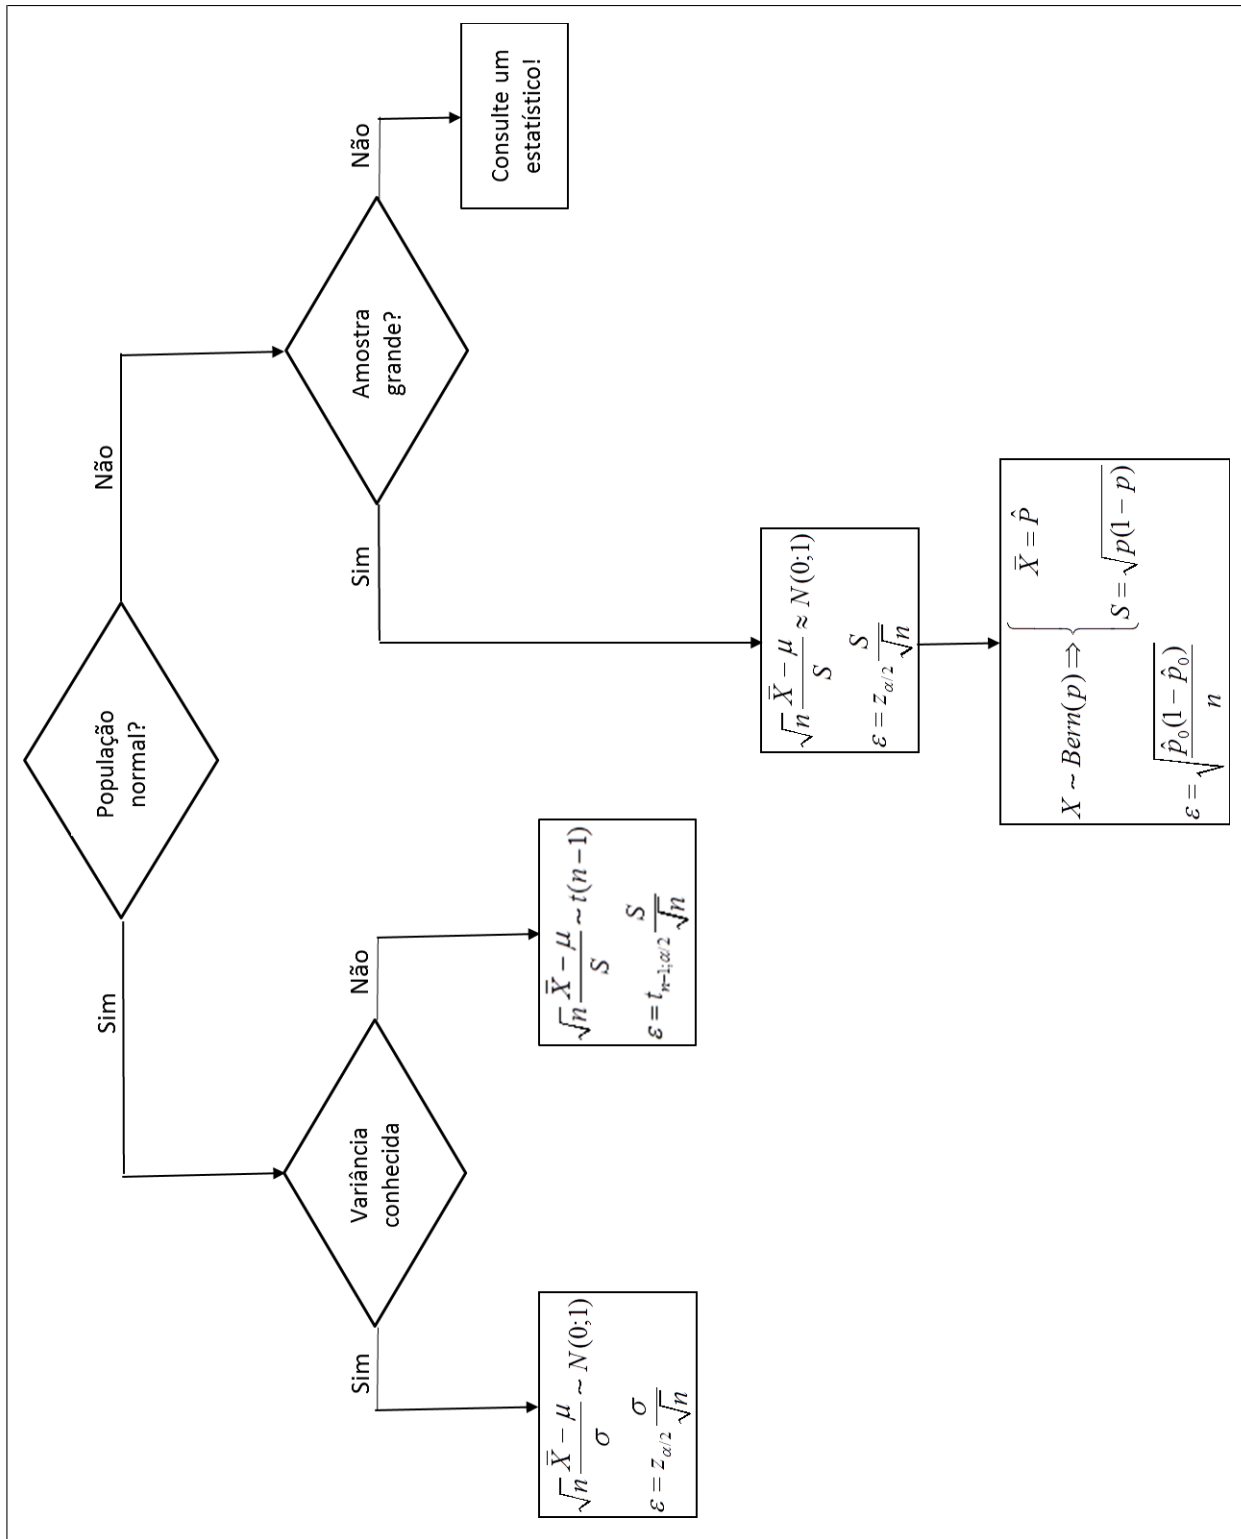 População
normal?
Sim
Não
Variância
conhecida
Amostra
grande?
Sim
Não
Sim
Não
√n (X̄ − μ)/σ ~ N(0;1)
ε = z_{α/2} σ/√n
√n (X̄ − μ)/S ~ t(n−1)
ε = t_{n−1;α/2} S/√n
Consulte um
estatístico!
√n (X̄ − μ)/S ≈ N(0;1)
ε = z_{α/2} S/√n
X ~ Bern(p) ⇒ { X̄ = P̂
S = √(p(1−p))
ε = √(p̂₀(1−p̂₀)/n)